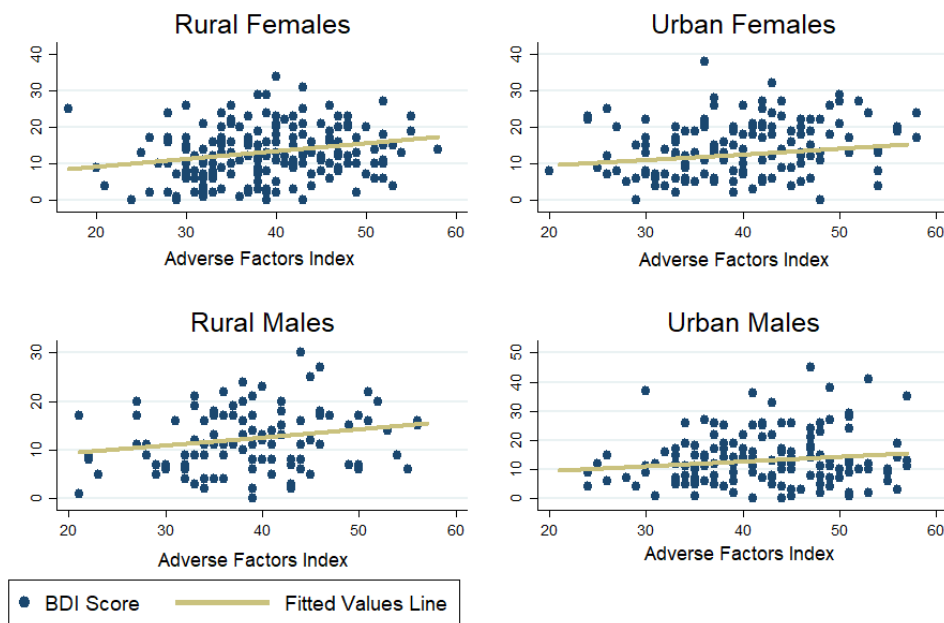 Rural Females
40
30
20
10
0
20 30 40 50 60
Adverse Factors Index
Urban Females
40
30
20
10
0
20 30 40 50 60
Adverse Factors Index
Rural Males
30
20
10
0
20 30 40 50 60
Adverse Factors Index
Urban Males
50
40
30
20
10
0
20 30 40 50 60
Adverse Factors Index
BDI Score Fitted Values Line